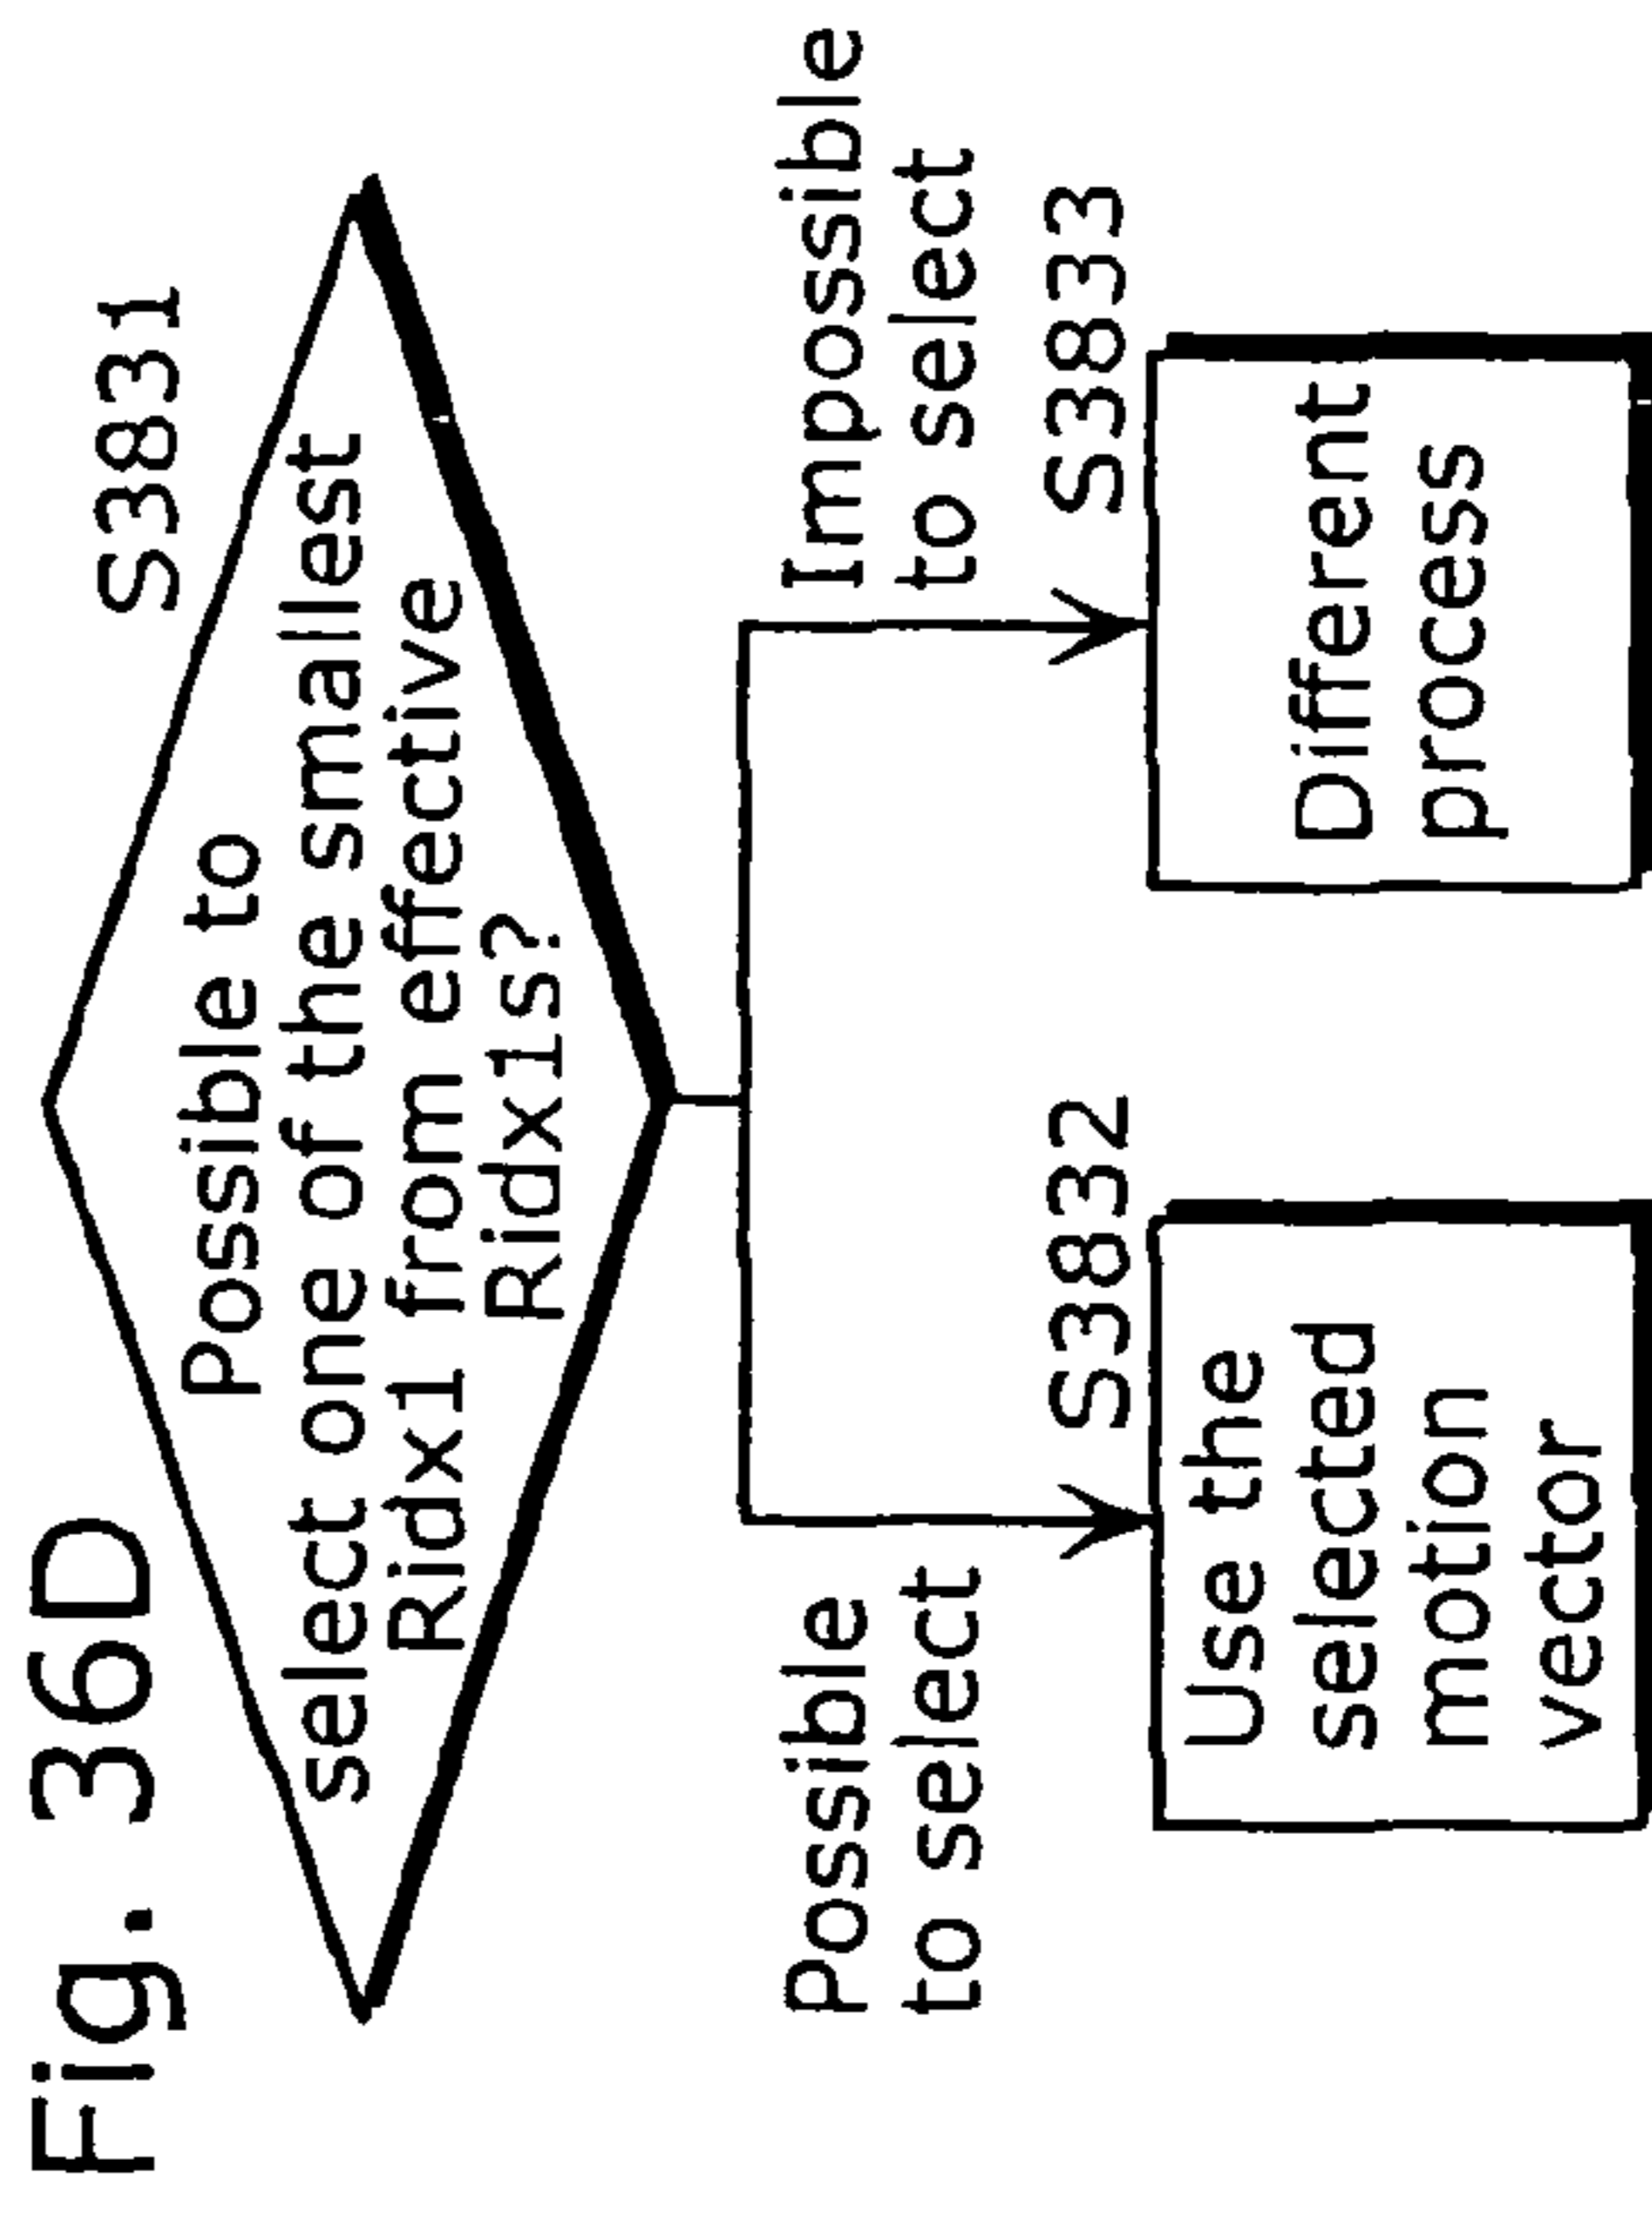 Fig. 36D
S3831
Possible to
select one of the smallest
Ridx1 from effective
Ridx1s?
Possible
to select
Impossible
to select
S3832
Use the
selected
motion
vector
S3833
Different
process